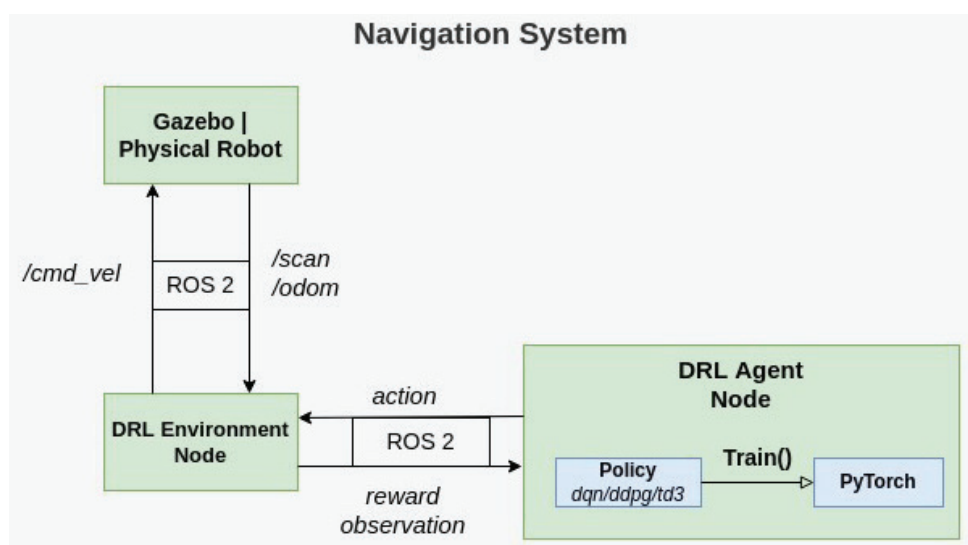 Navigation System
Gazebo |
Physical Robot
/cmd_vel
ROS 2
/scan
/odom
DRL Environment
Node
action
ROS 2
reward
observation
DRL Agent
Node
Policy
dqn/ddpg/td3
Train()
PyTorch